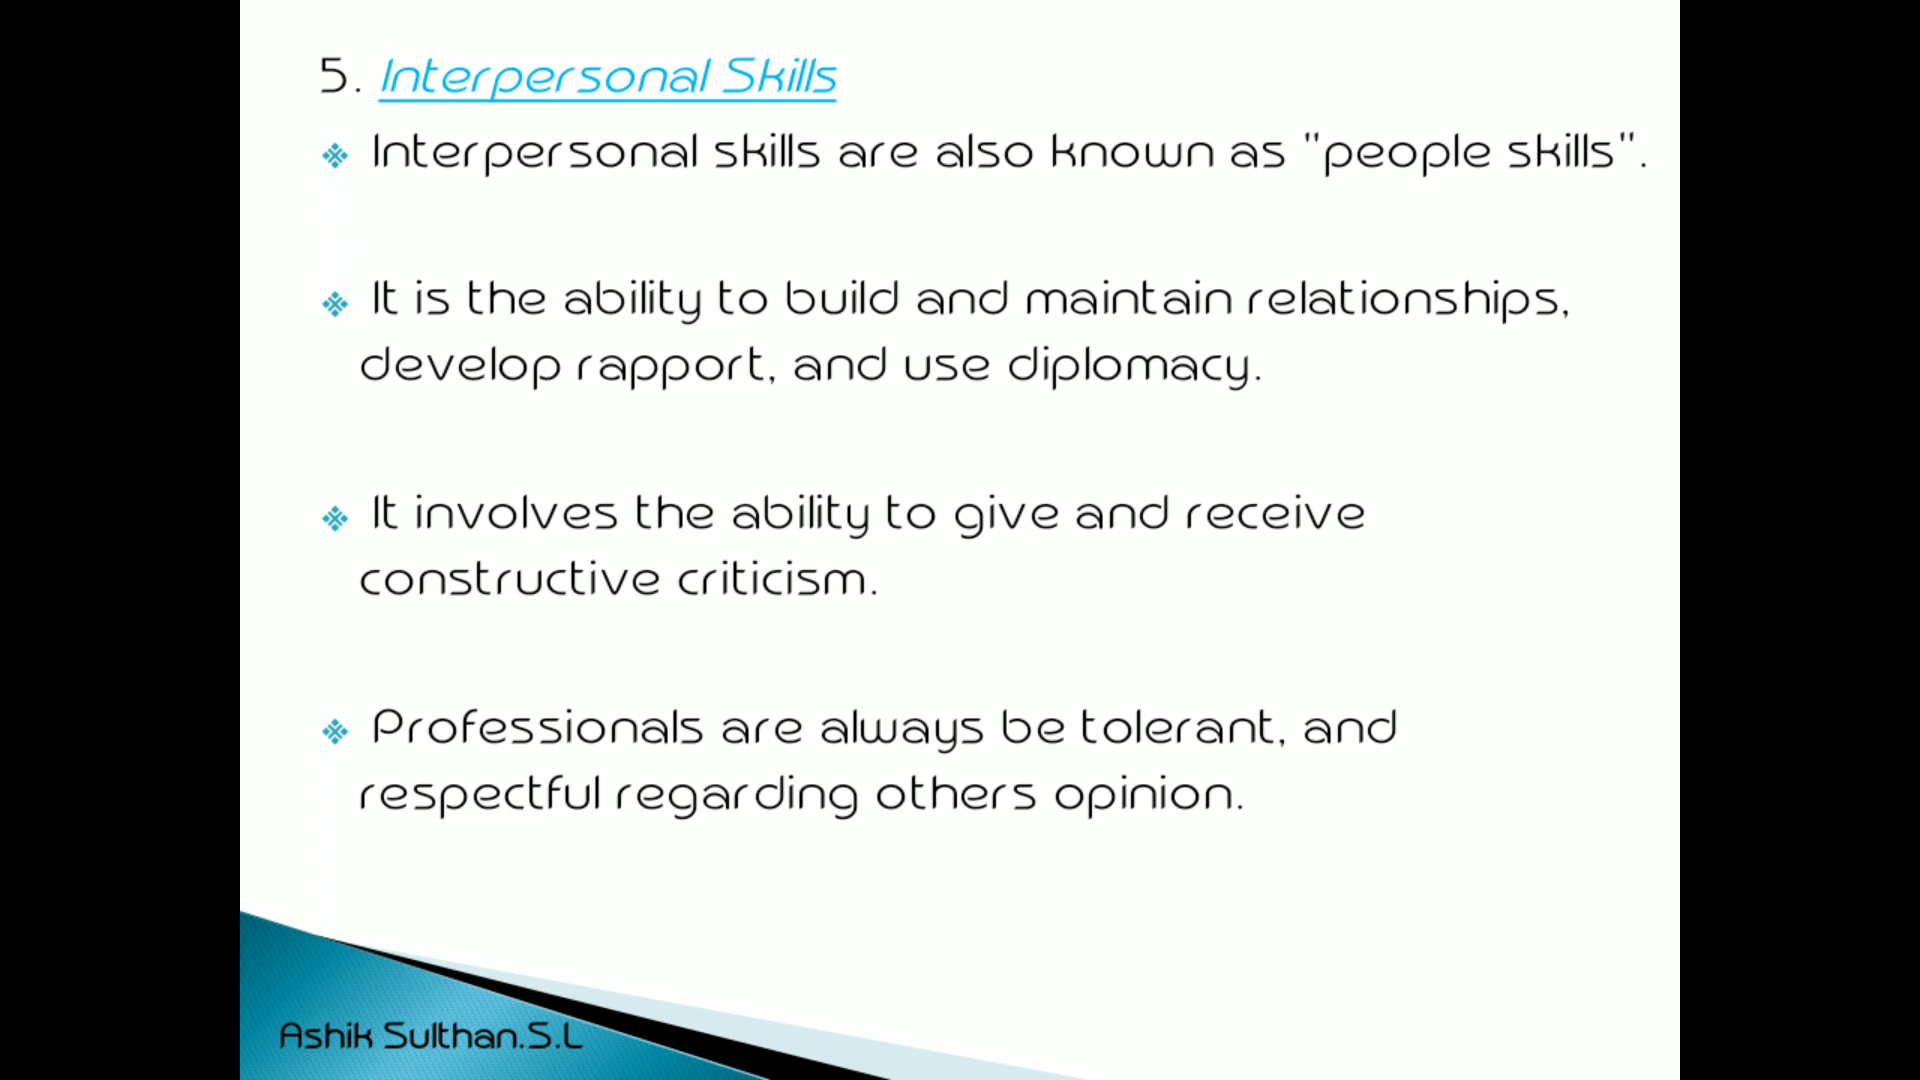 5. Interpersonal Skills
Interpersonal skills are also known as "people skills".
It is the ability to build and maintain relationships,
develop rapport, and use diplomacy.
It involves the ability to give and receive
constructive criticism.
Professionals are always be tolerant, and
respectful regarding others opinion.
Ashik Sulthan.S.L